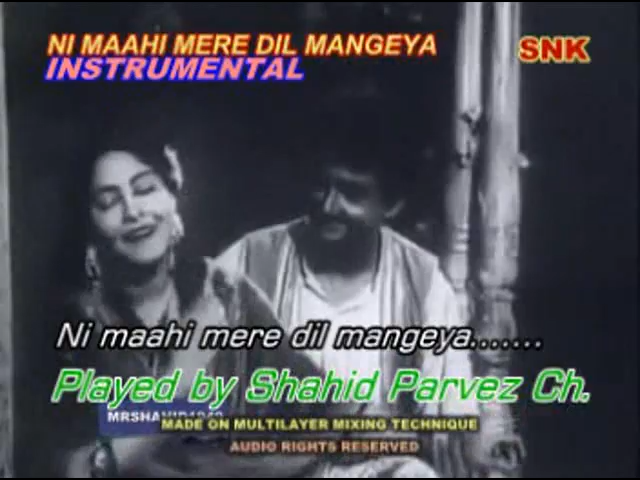 NI MAAHI MERE DIL MANGEYA
SNK
INSTRUMENTAL
Ni maahi mere dil mangeya.......
Played by Shahid Parvez Ch.
MADE ON MULTILAYER MIXING TECHNIQUE
AUDIO RIGHTS RESERVED